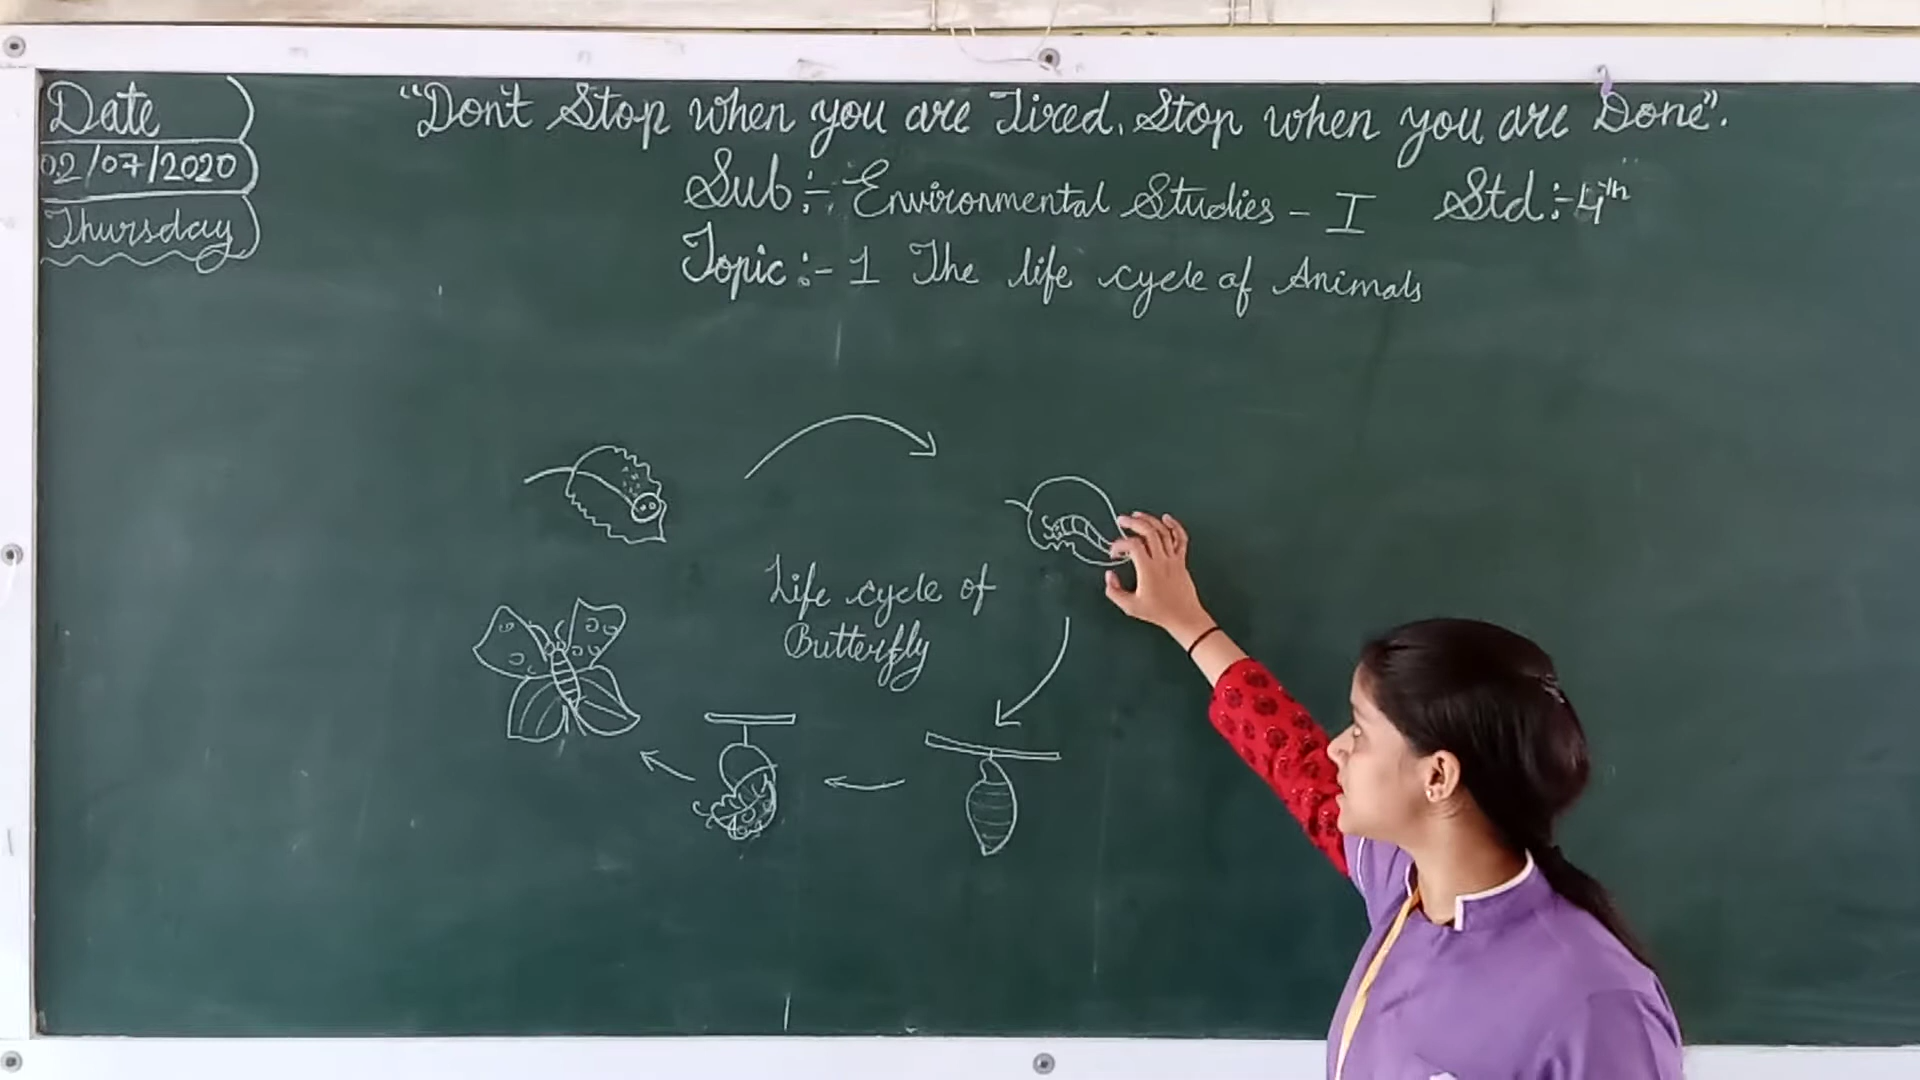 Date
02/07/2020
Thursday
"Don't Stop when you are Tired, Stop when you are Done".
Sub :- Environmental Studies - I Std :- 4th
Topic :- 1 The life cycle of Animals
Life cycle of
Butterfly